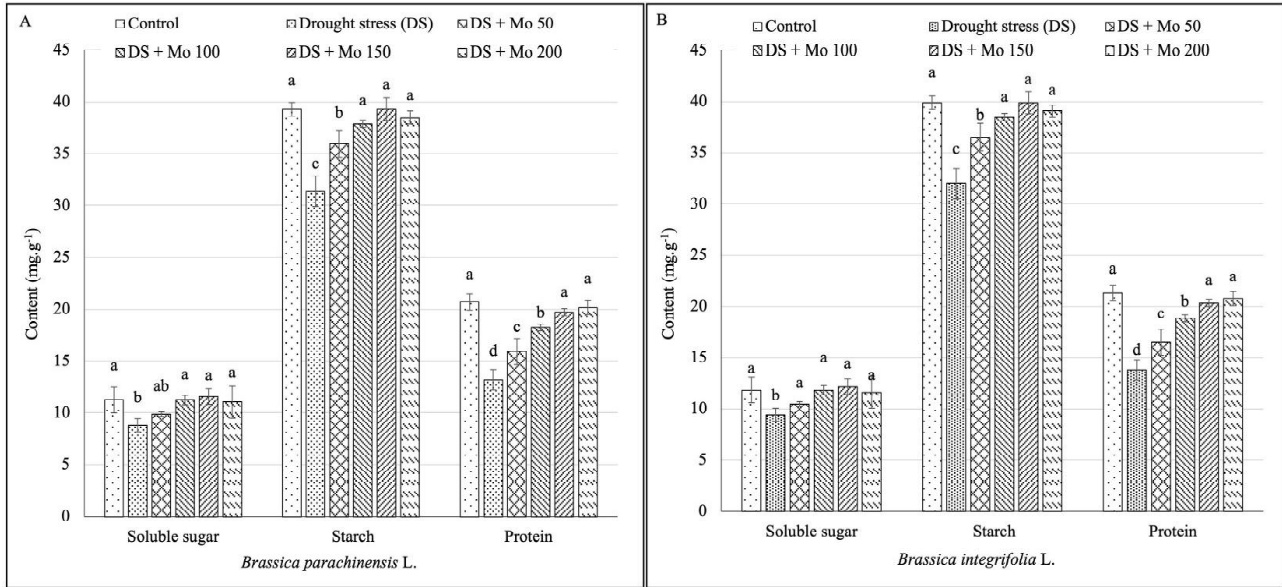 A
Control
Drought stress (DS)
DS + Mo 50
DS + Mo 100
DS + Mo 150
DS + Mo 200
45
40
35
30
25
20
15
10
5
0
Content (mg.g-1)
a b ab a a a
a c b a a a
a d c b a a
Soluble sugar Starch Protein
Brassica parachinensis L.
B
Control
Drought stress (DS)
DS + Mo 50
DS + Mo 100
DS + Mo 150
DS + Mo 200
45
40
35
30
25
20
15
10
5
0
Content (mg.g-1)
a b a a a a
a c b a a a
a d c b a a
Soluble sugar Starch Protein
Brassica integrifolia L.